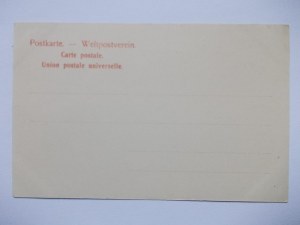 Postkarte. — Weltpostverein
Carte postale.
Union postale universelle.